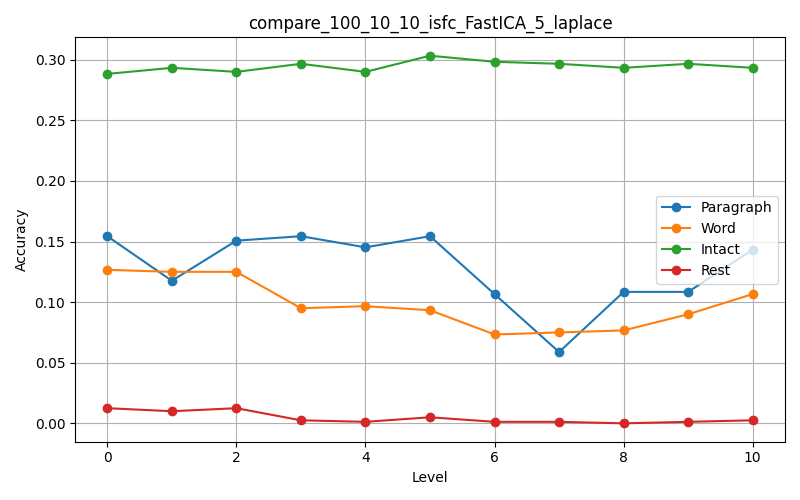 compare_100_10_10_isfc_FastICA_5_laplace
Accuracy
0.30
0.25
0.20
0.15
0.10
0.05
0.00
Paragraph
Word
Intact
Rest
0 2 4 6 8 10
Level